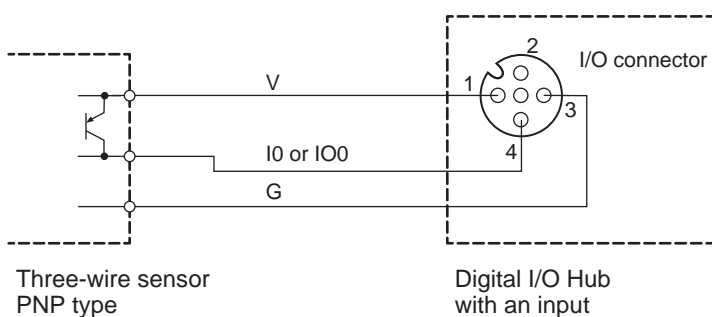 2
I/O connector
V
1
3
I0 or IO0
4
G
Three-wire sensor
PNP type
Digital I/O Hub
with an input